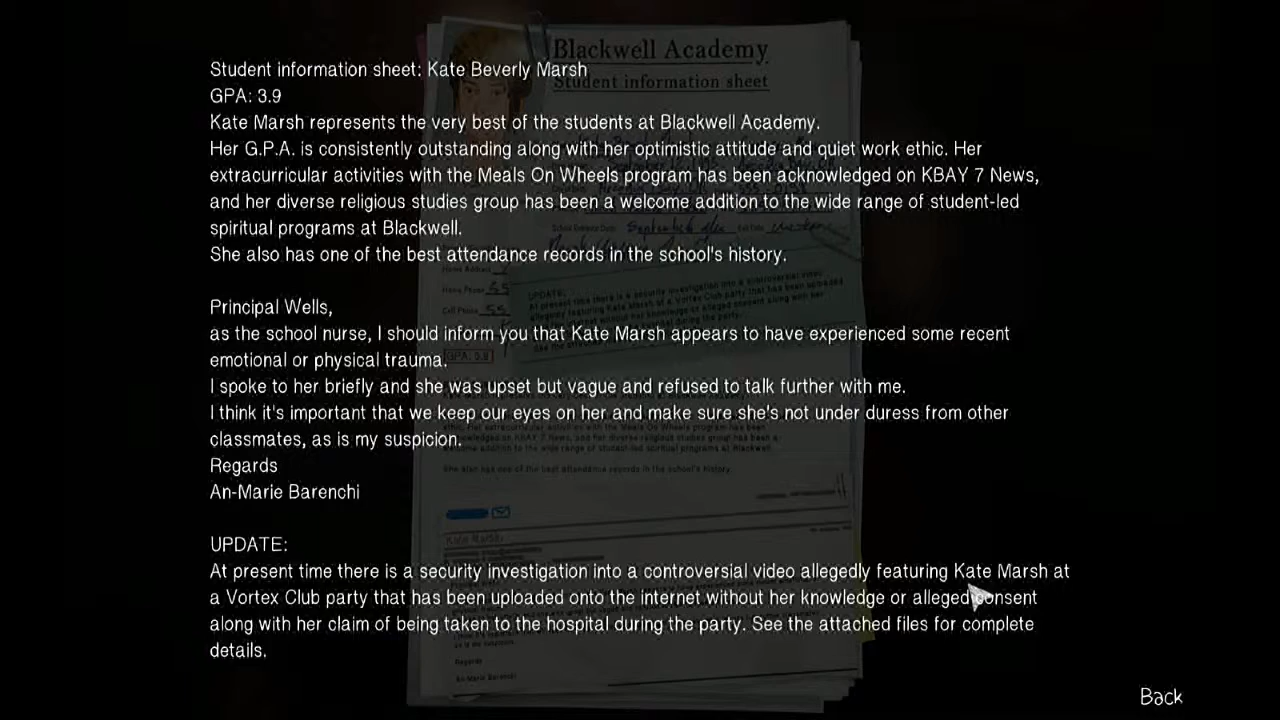 Blackwell Academy
Student information sheet
Student information sheet: Kate Beverly Marsh
GPA: 3.9
Kate Marsh represents the very best of the students at Blackwell Academy.
Her G.P.A. is consistently outstanding along with her optimistic attitude and quiet work ethic. Her
extracurricular activities with the Meals On Wheels program has been acknowledged on KBAY 7 News,
and her diverse religious studies group has been a welcome addition to the wide range of student-led
spiritual programs at Blackwell.
She also has one of the best attendance records in the school's history.
Principal Wells,
as the school nurse, I should inform you that Kate Marsh appears to have experienced some recent
emotional or physical trauma.
I spoke to her briefly and she was upset but vague and refused to talk further with me.
I think it's important that we keep our eyes on her and make sure she's not under duress from other
classmates, as is my suspicion.
Regards
An-Marie Barenchi
UPDATE:
At present time there is a security investigation into a controversial video allegedly featuring Kate Marsh at
a Vortex Club party that has been uploaded onto the internet without her knowledge or alleged consent
along with her claim of being taken to the hospital during the party. See the attached files for complete
details.
Back